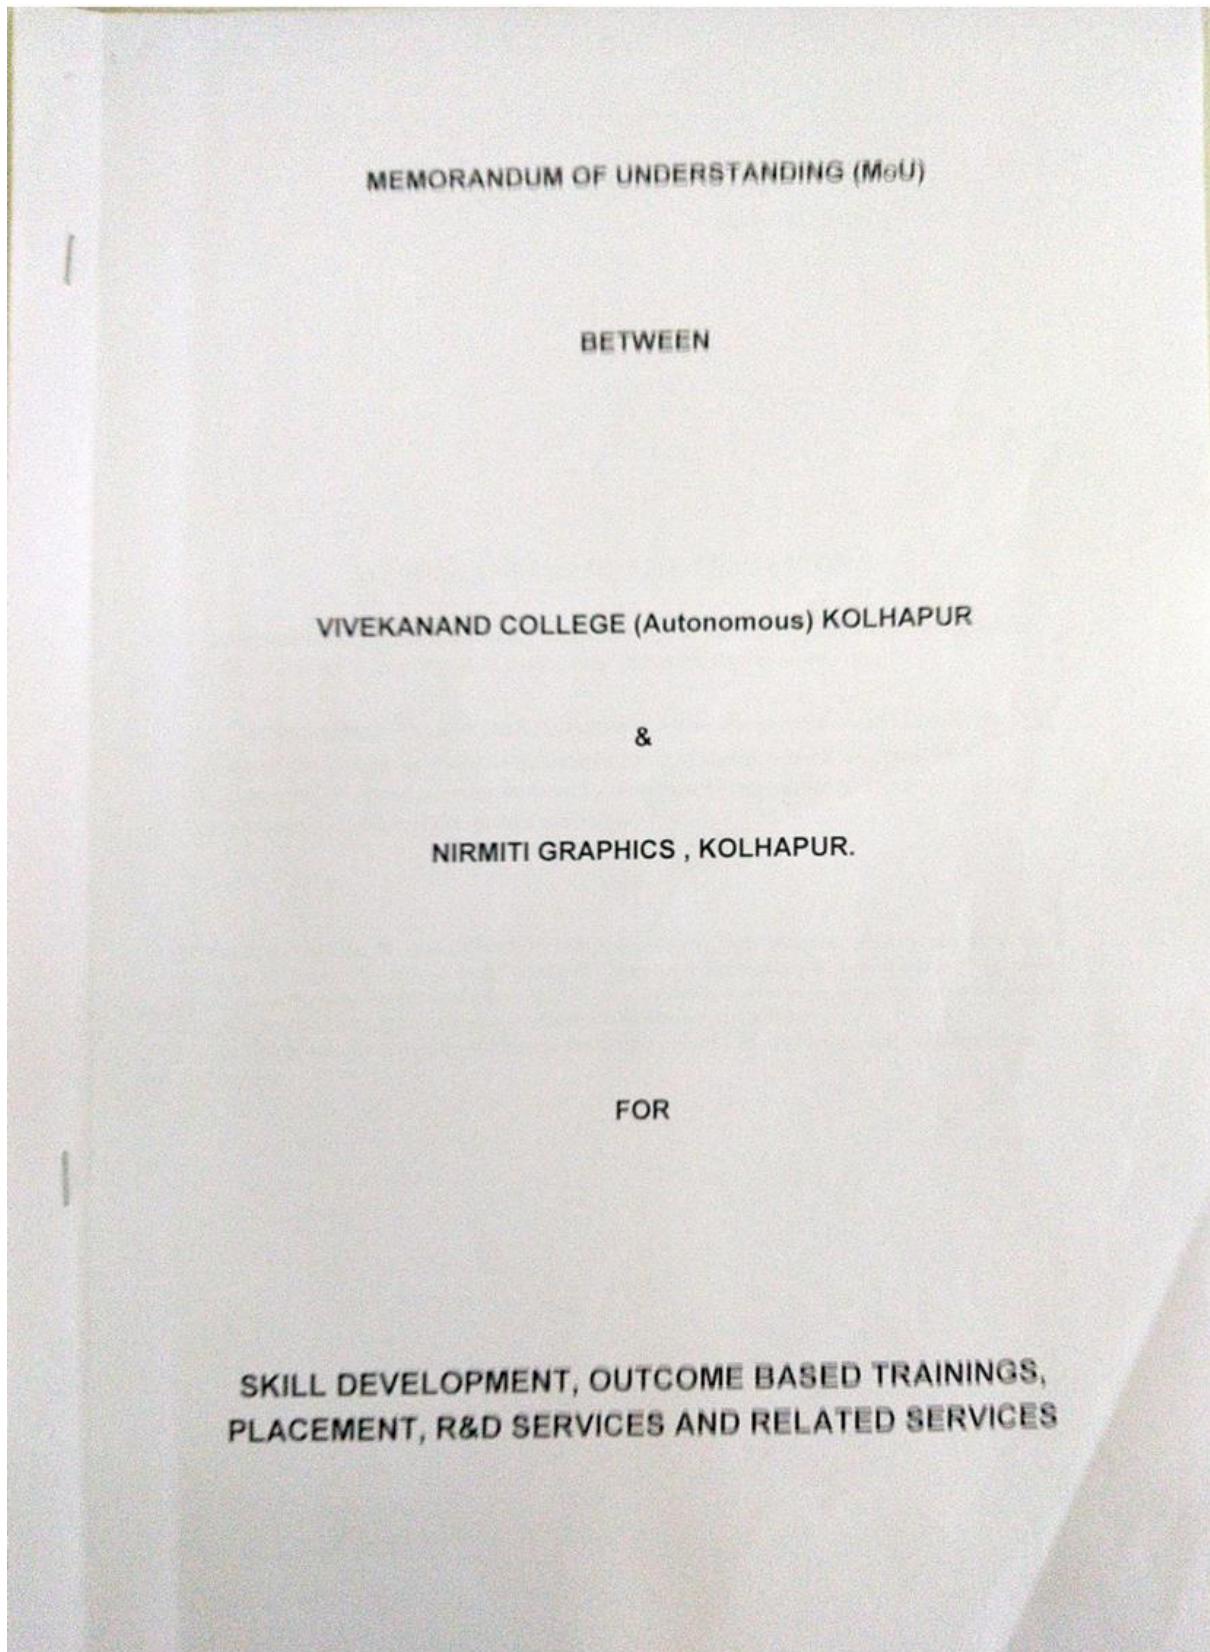 MEMORANDUM OF UNDERSTANDING (MoU)
BETWEEN
VIVEKANAND COLLEGE (Autonomous) KOLHAPUR
&
NIRMITI GRAPHICS , KOLHAPUR.
FOR
SKILL DEVELOPMENT, OUTCOME BASED TRAININGS,
PLACEMENT, R&D SERVICES AND RELATED SERVICES